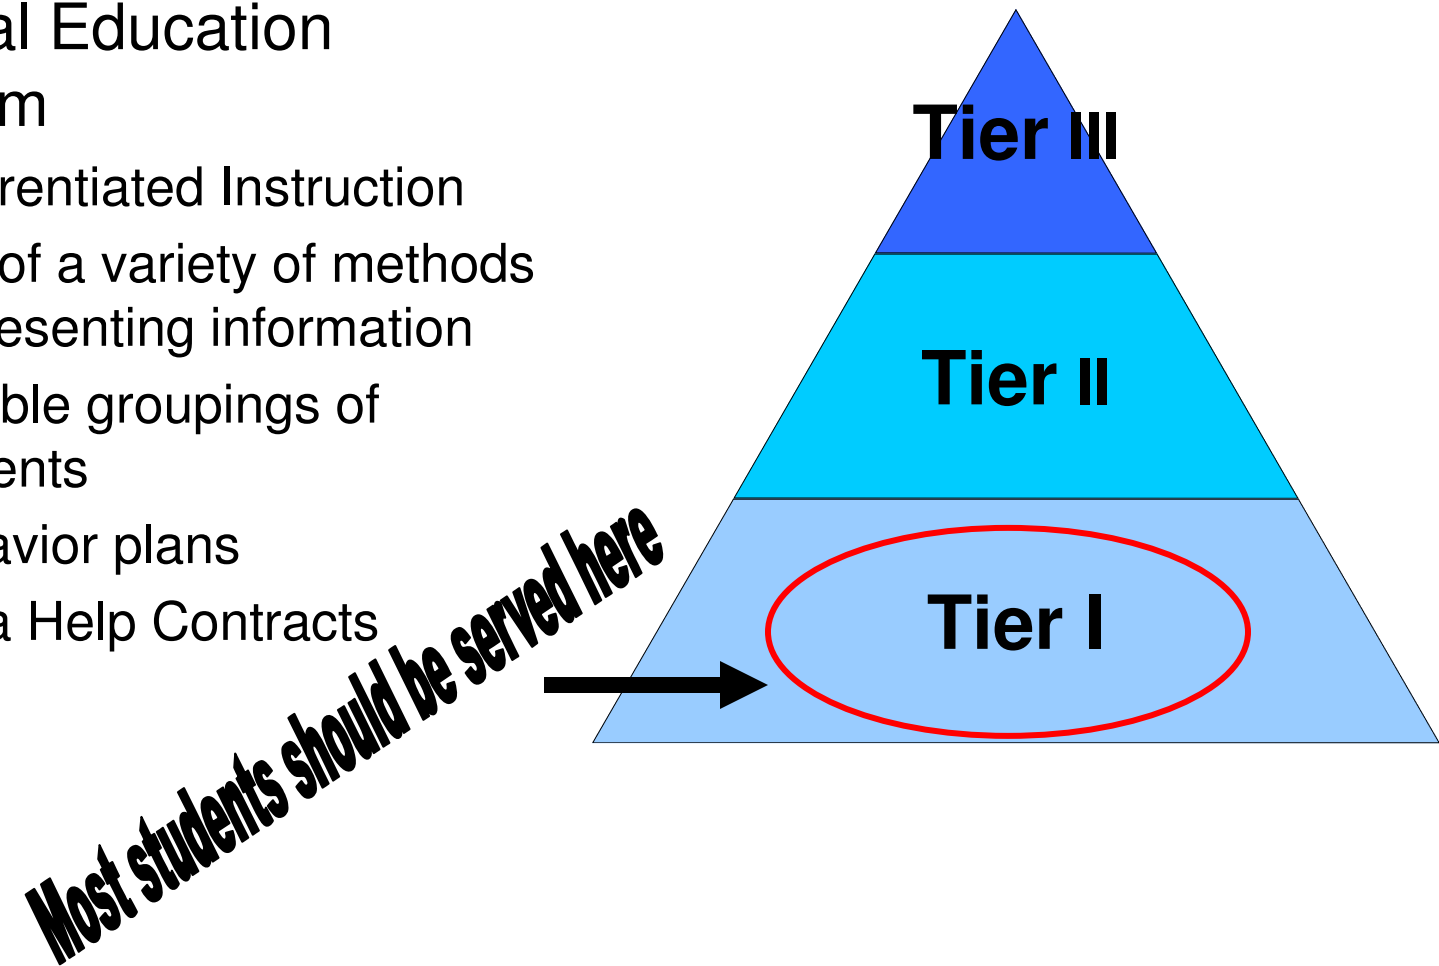 al Education
m
rentiated Instruction
of a variety of methods
esenting information
ble groupings of
ents
avior plans
a Help Contracts
Most students should be served here
Tier III
Tier II
Tier I